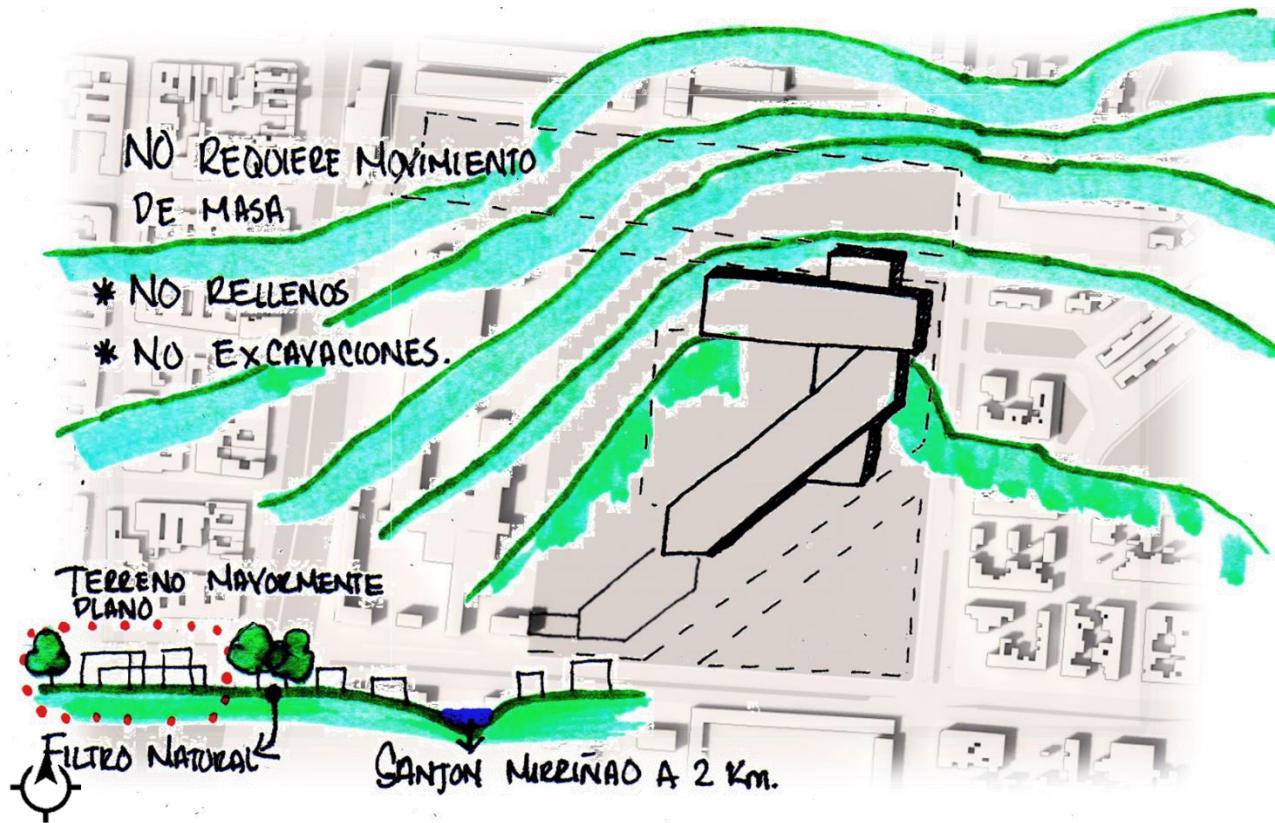 NO REQUIERE MOVIMIENTO
DE MASA
* NO RELLENOS
* NO EXCAVACIONES.
TERRENO MAYORMENTE
PLANO
FILTRO NATURAL
SANJON MIRRIÑAO A 2 Km.